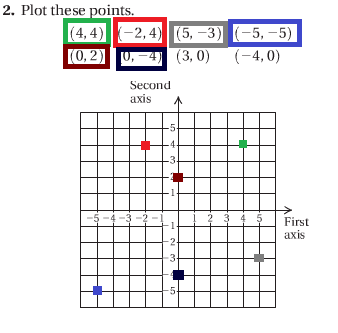 2. Plot these points.
(4, 4) (−2, 4) (5, −3) (−5, −5)
(0, 2) (0, −4) (3, 0) (−4, 0)
Second
axis
5
4
3
2
1
−5 −4 −3 −2 −1 1 2 3 4 5
First
axis
−1
−2
−3
−4
−5